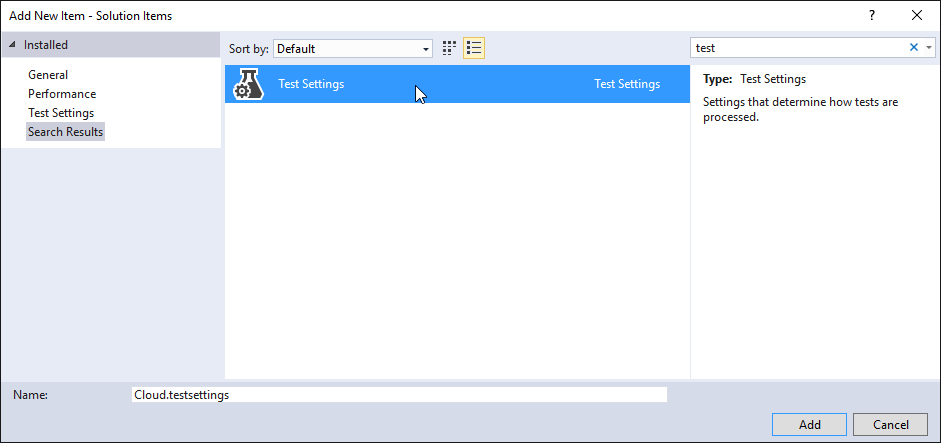 Add New Item - Solution Items
?
Installed
Sort by: Default
test
General
Performance
Test Settings
Search Results
Test Settings Test Settings
Type: Test Settings
Settings that determine how tests are
processed.
Name: Cloud.testsettings
Add Cancel